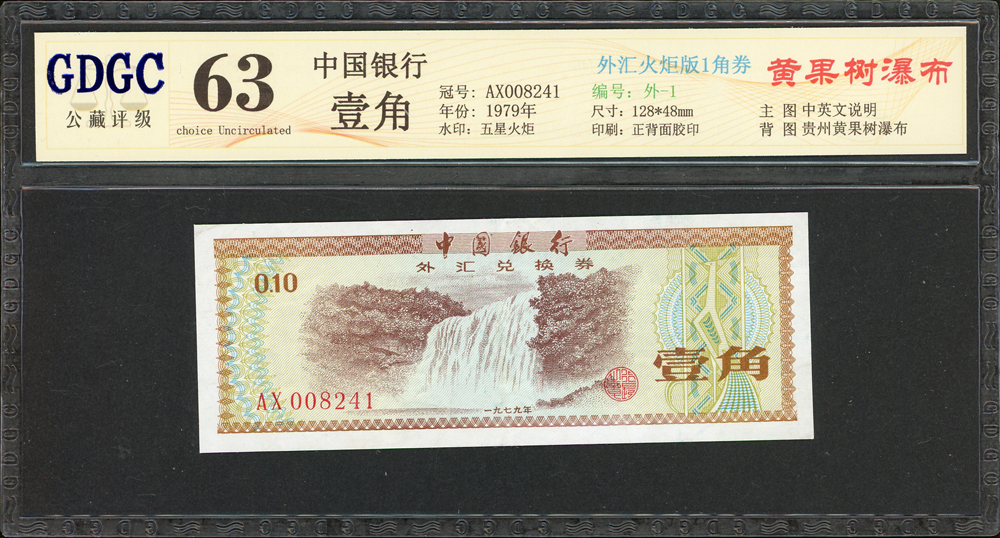 GDGC
公藏评级
63
choice Uncirculated
中国银行
壹角
冠号: AX008241
年份: 1979年
水印: 五星火炬
外汇火炬版1角券
编号: 外-1
尺寸: 128*48mm
印刷: 正背面胶印
黄果树瀑布
主 图 中英文说明
背 图 贵州黄果树瀑布
中國銀行
外汇兑换券
0.10
壹角
AX008241
一九七九年